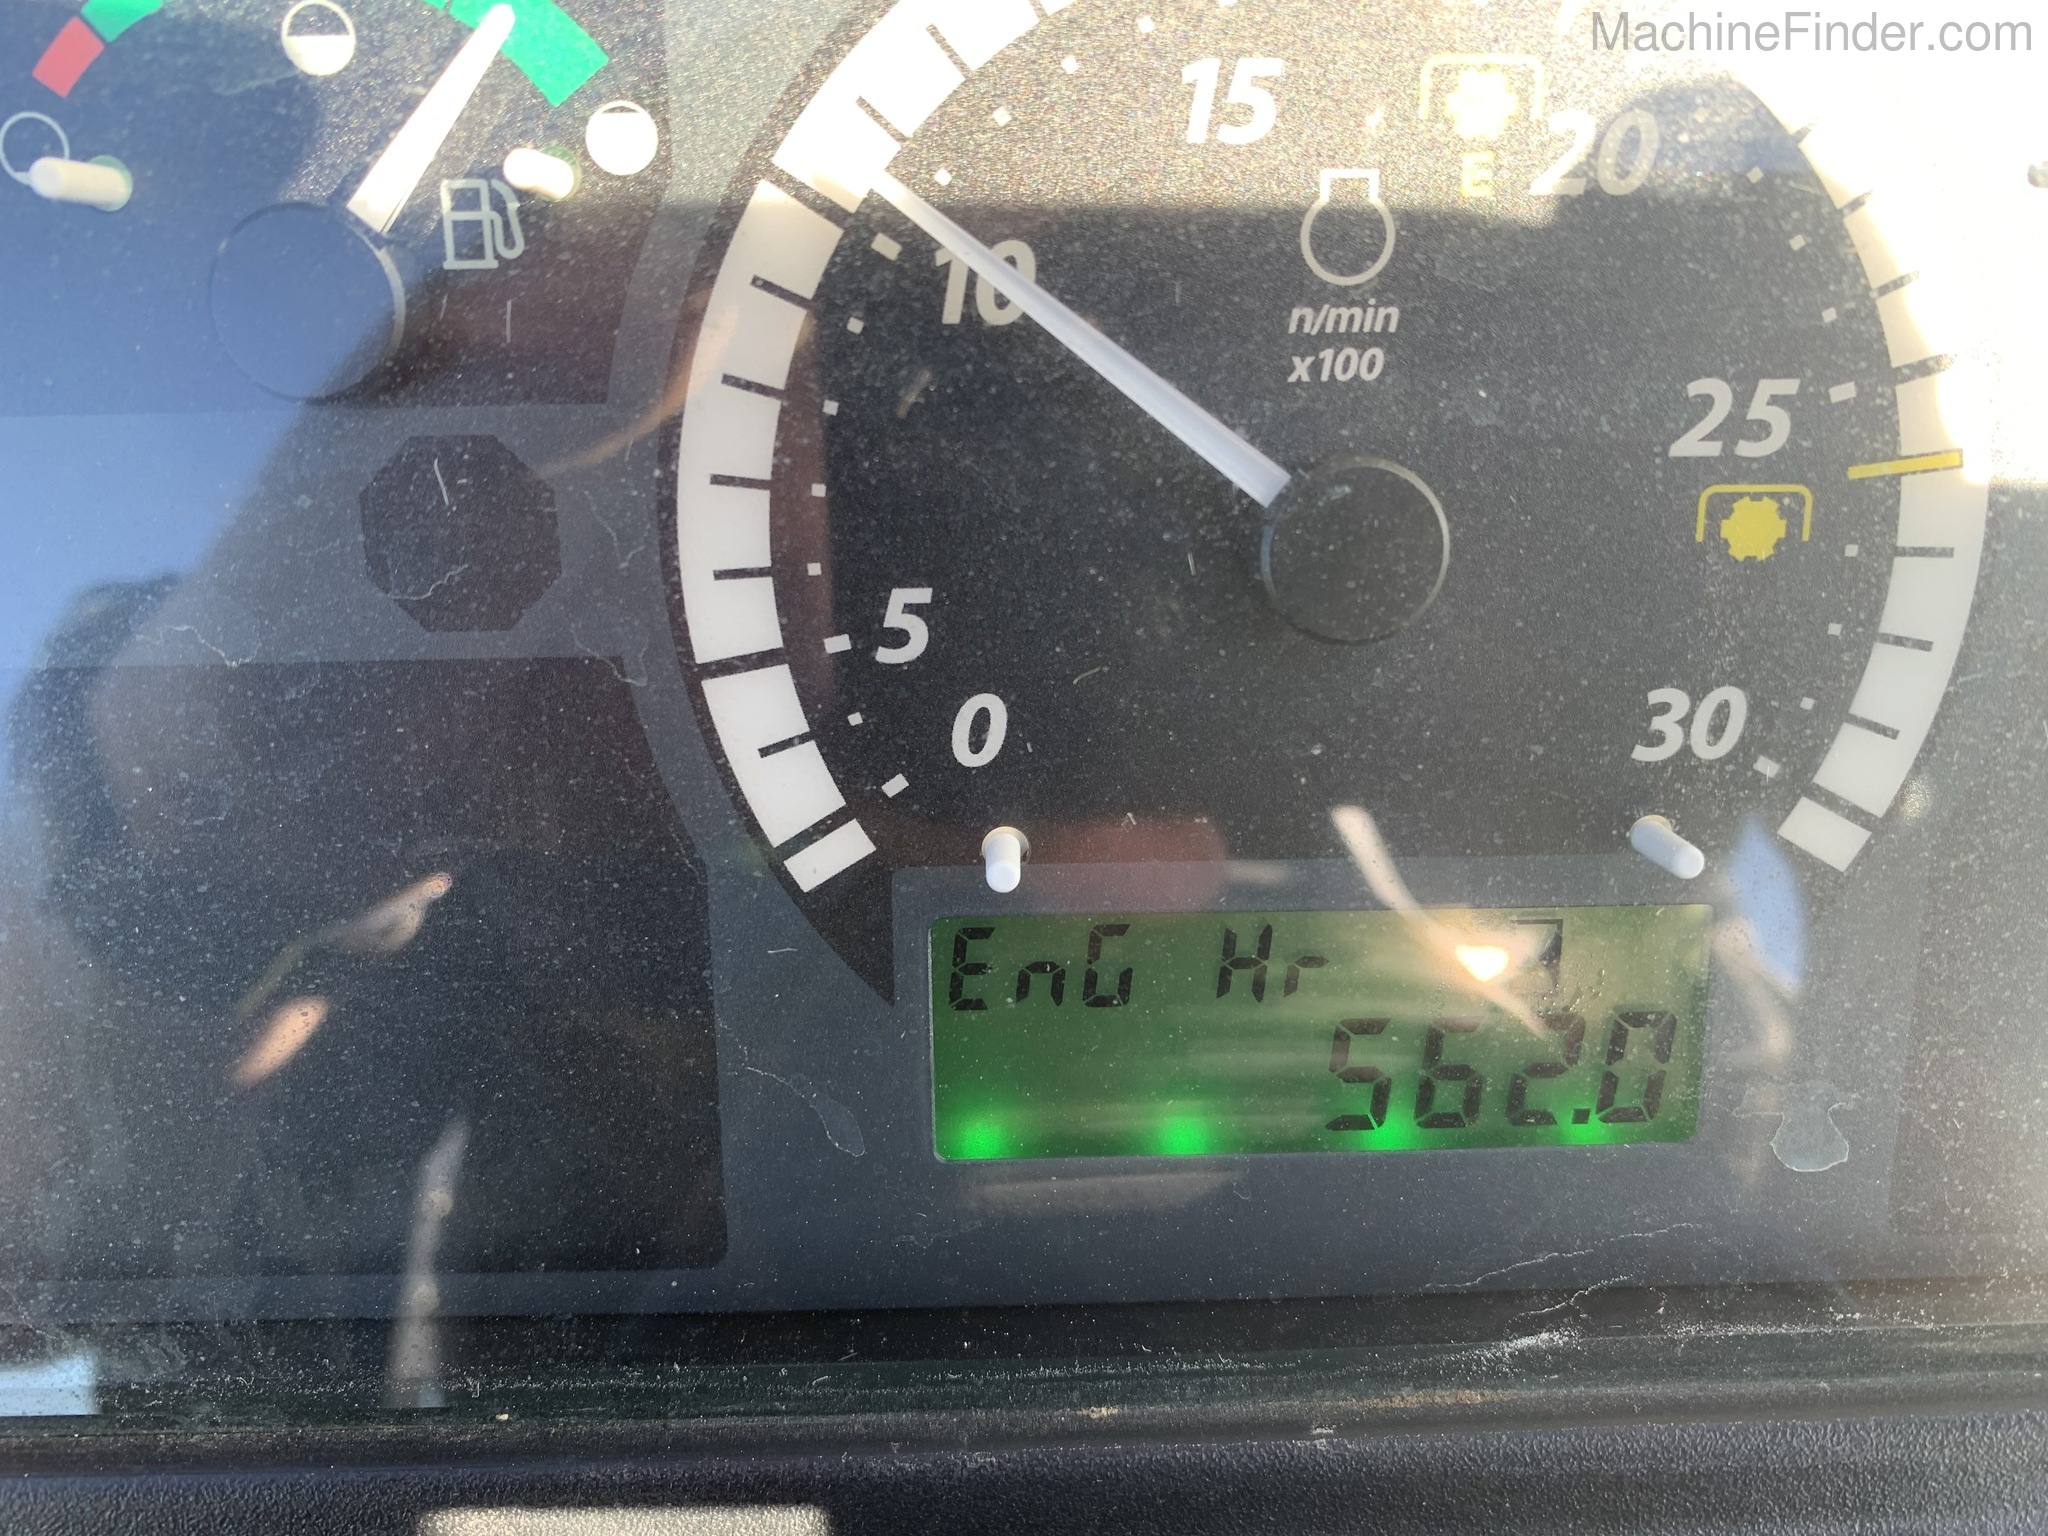 MachineFinder.com
15
E
20
10
n/min
x100
25
5
0
30
EnG Hr
562.0